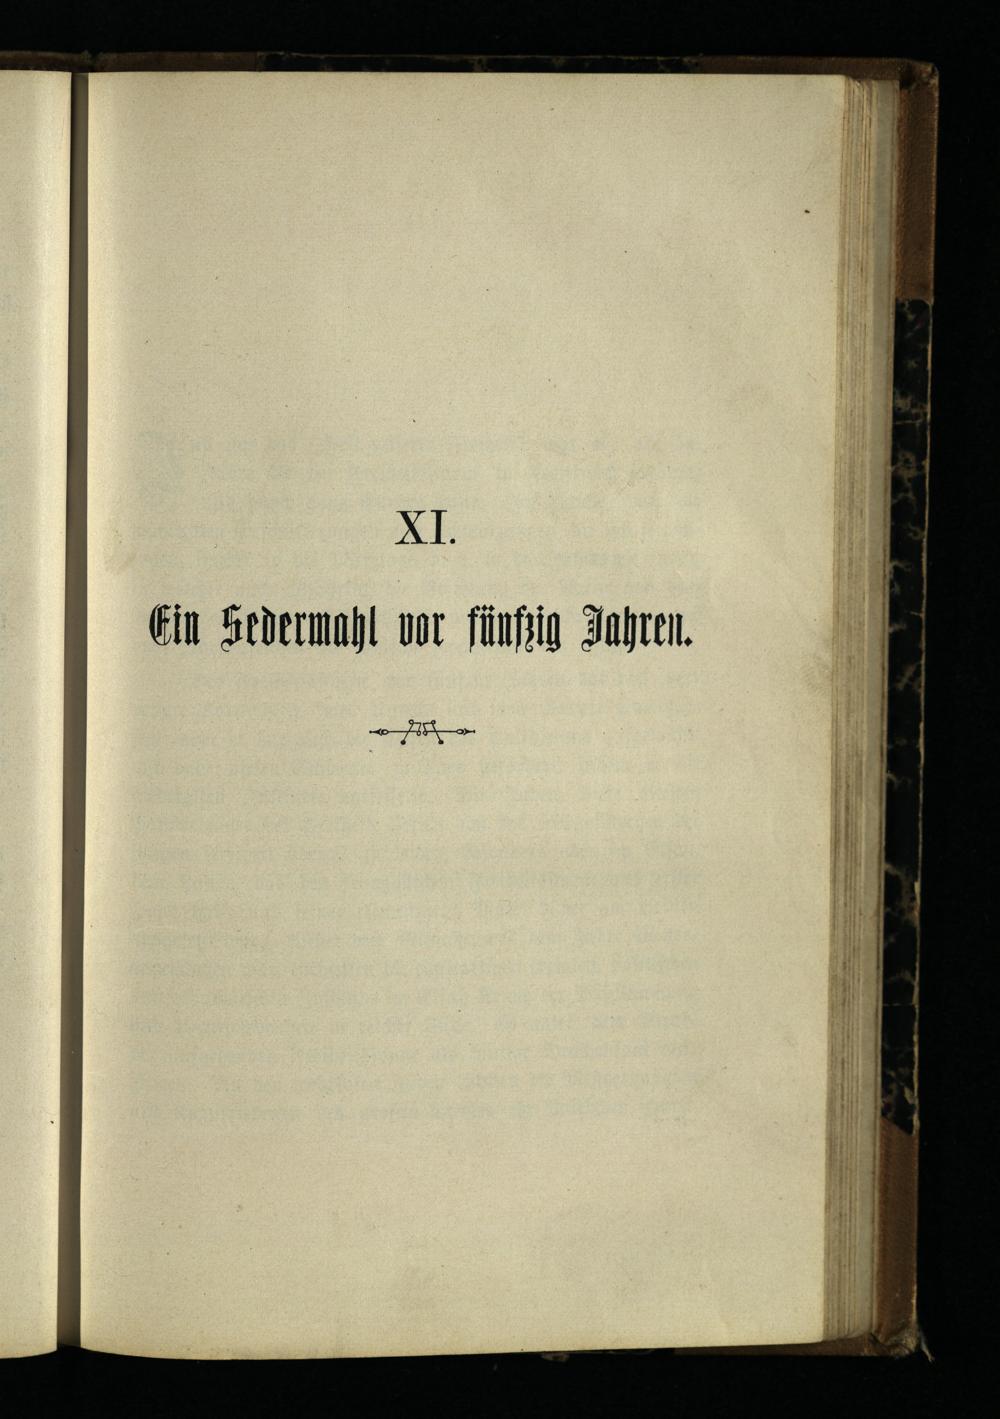 XI.
Ein Sedermahl vor fünfzig Jahren.